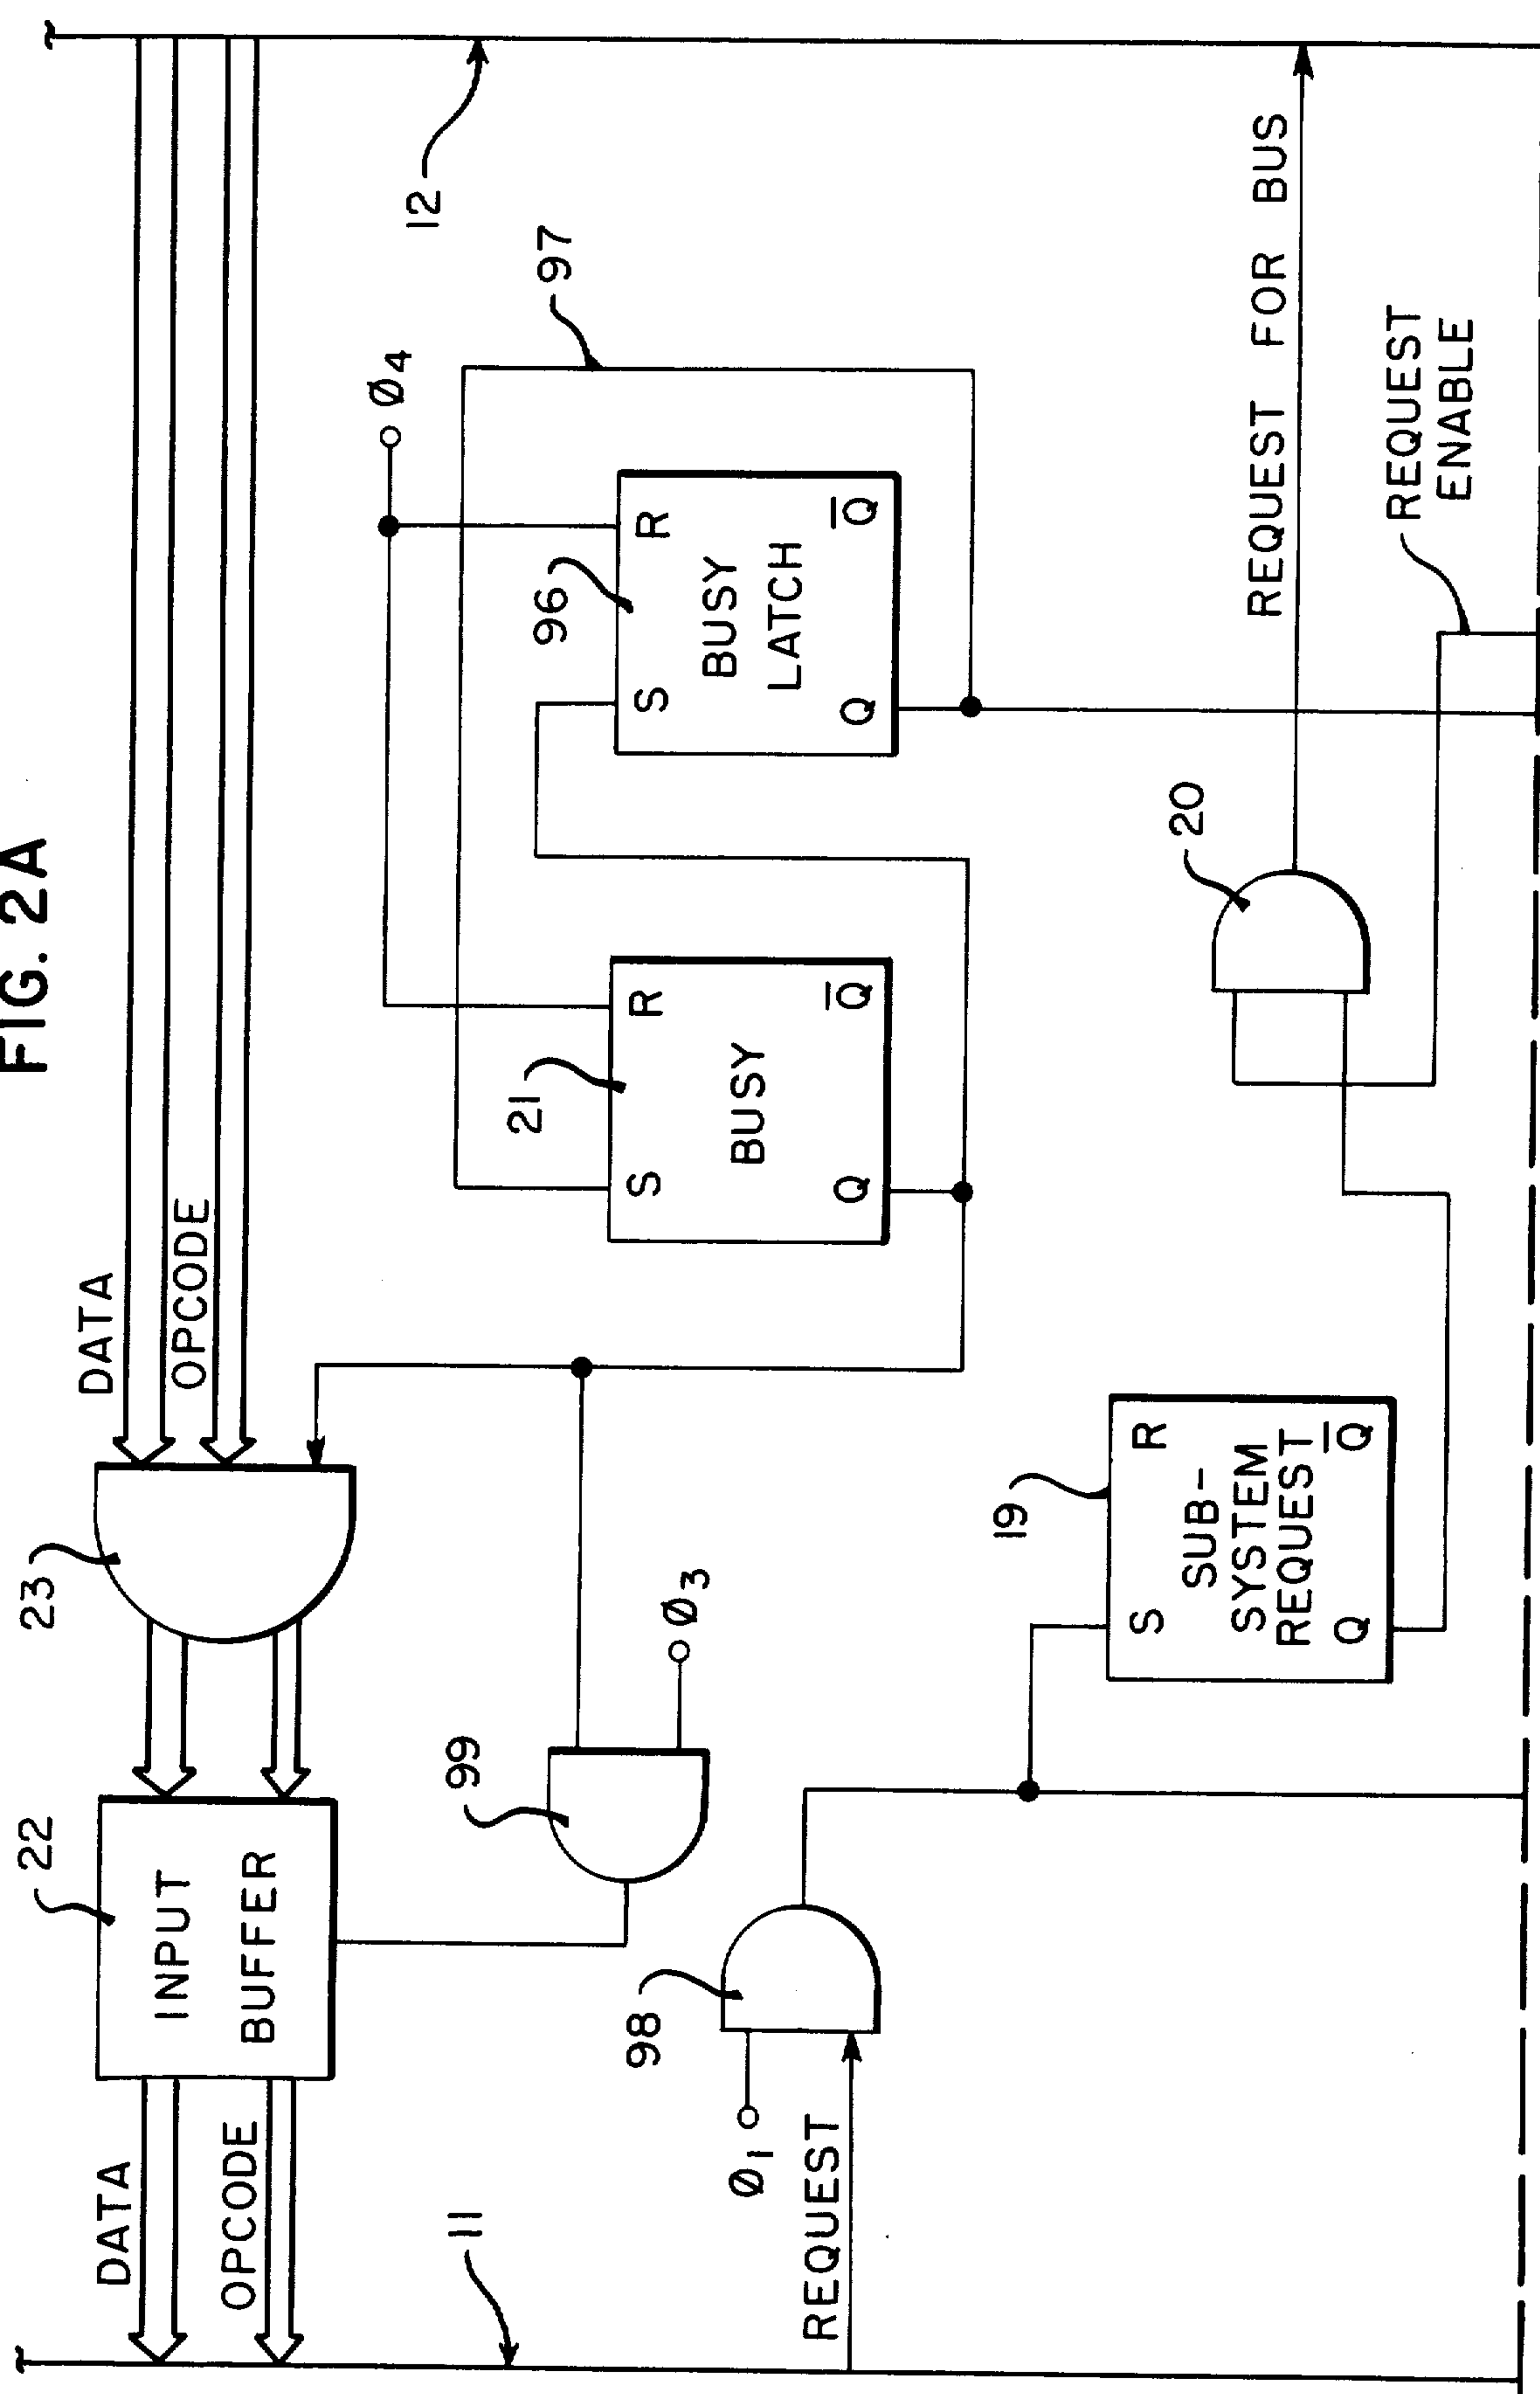 FIG. 2A
DATA
OPCODE
22
INPUT
BUFFER
23
DATA
OPCODE
11
99
Ø3
21
S
R
BUSY
Q
Q̅
96
S
R
BUSY
LATCH
Q
Q̅
Ø4
97
12
98
Ø1
REQUEST
19
S
R
SUB-
SYSTEM
REQUEST
Q
Q̅
20
REQUEST FOR BUS
REQUEST
ENABLE